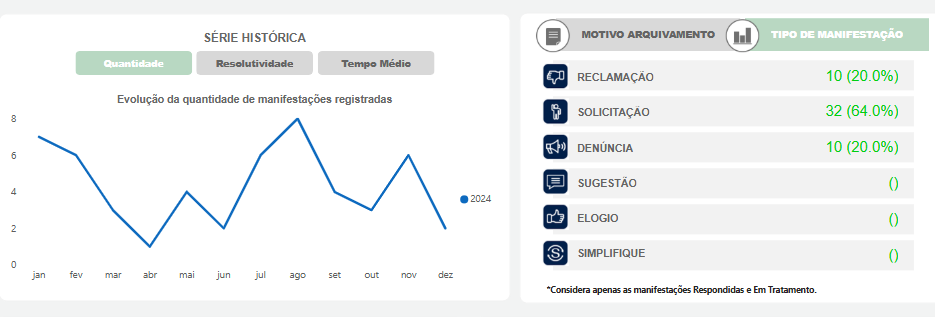 SÉRIE HISTÓRICA
Quantidade Resolutividade Tempo Médio
Evolução da quantidade de manifestações registradas
8
6
4
2
0
jan fev mar abr mai jun jul ago set out nov dez
2024
MOTIVO ARQUIVAMENTO TIPO DE MANIFESTAÇÃO
RECLAMAÇÃO 10 (20.0%)
SOLICITAÇÃO 32 (64.0%)
DENÚNCIA 10 (20.0%)
SUGESTÃO ()
ELOGIO ()
SIMPLIFIQUE ()
*Considera apenas as manifestações Respondidas e Em Tratamento.